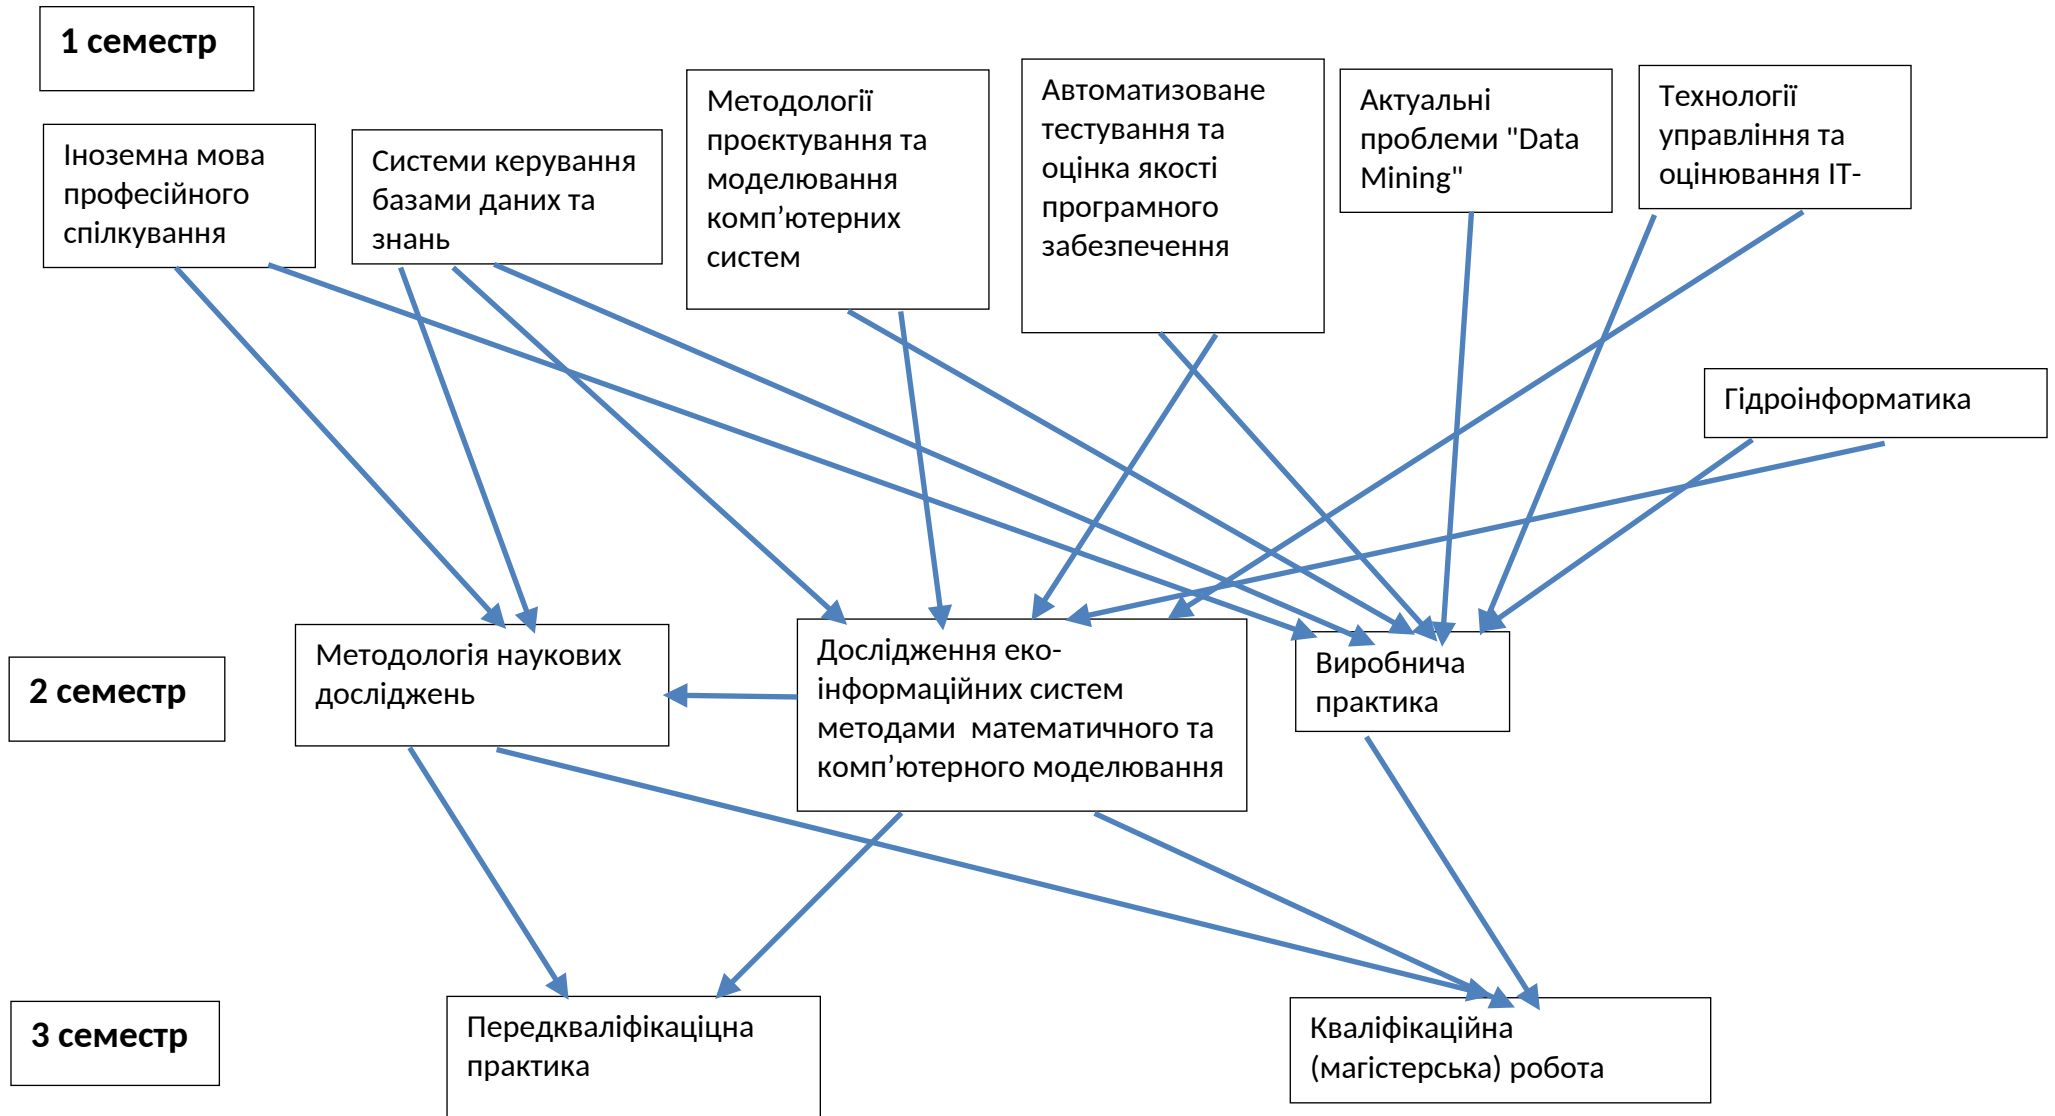 1 семестр
Іноземна мова
професійного
спілкування
Системи керування
базами даних та
знань
Методології
проєктування та
моделювання
комп’ютерних
систем
Автоматизоване
тестування та
оцінка якості
програмного
забезпечення
Актуальні
проблеми "Data
Mining"
Технології
управління та
оцінювання ІТ-
Гідроінформатика
2 семестр
Методологія наукових
досліджень
Дослідження еко-
інформаційних систем
методами  математичного та
комп’ютерного моделювання
Виробнича
практика
3 семестр
Передкваліфікаціцна
практика
Кваліфікаційна
(магістерська) робота